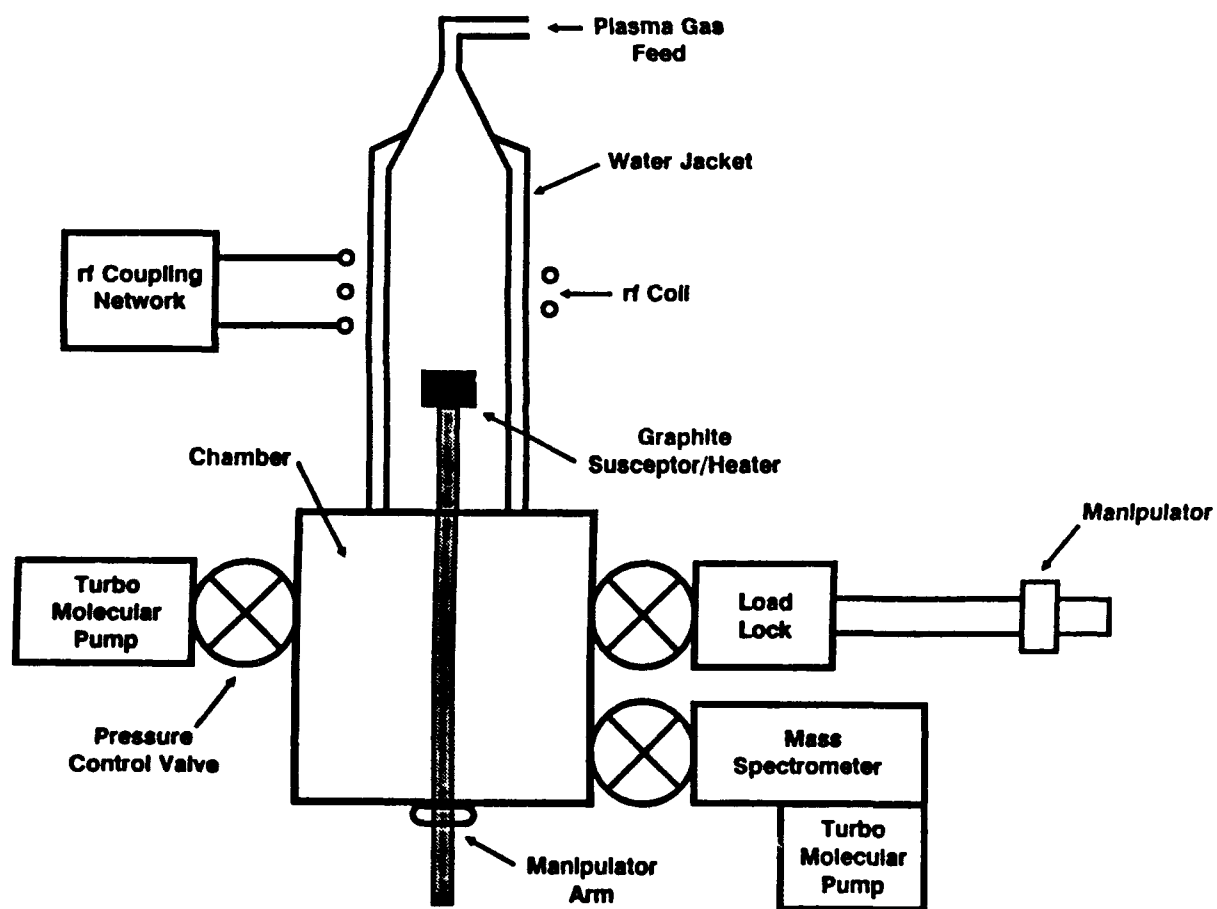 Plasma Gas
Feed
Water Jacket
rf Coupling
Network
rf Coil
Graphite
Susceptor/Heater
Chamber
Manipulator
Turbo
Molecular
Pump
Load
Lock
Pressure
Control Valve
Mass
Spectrometer
Turbo
Molecular
Pump
Manipulator
Arm